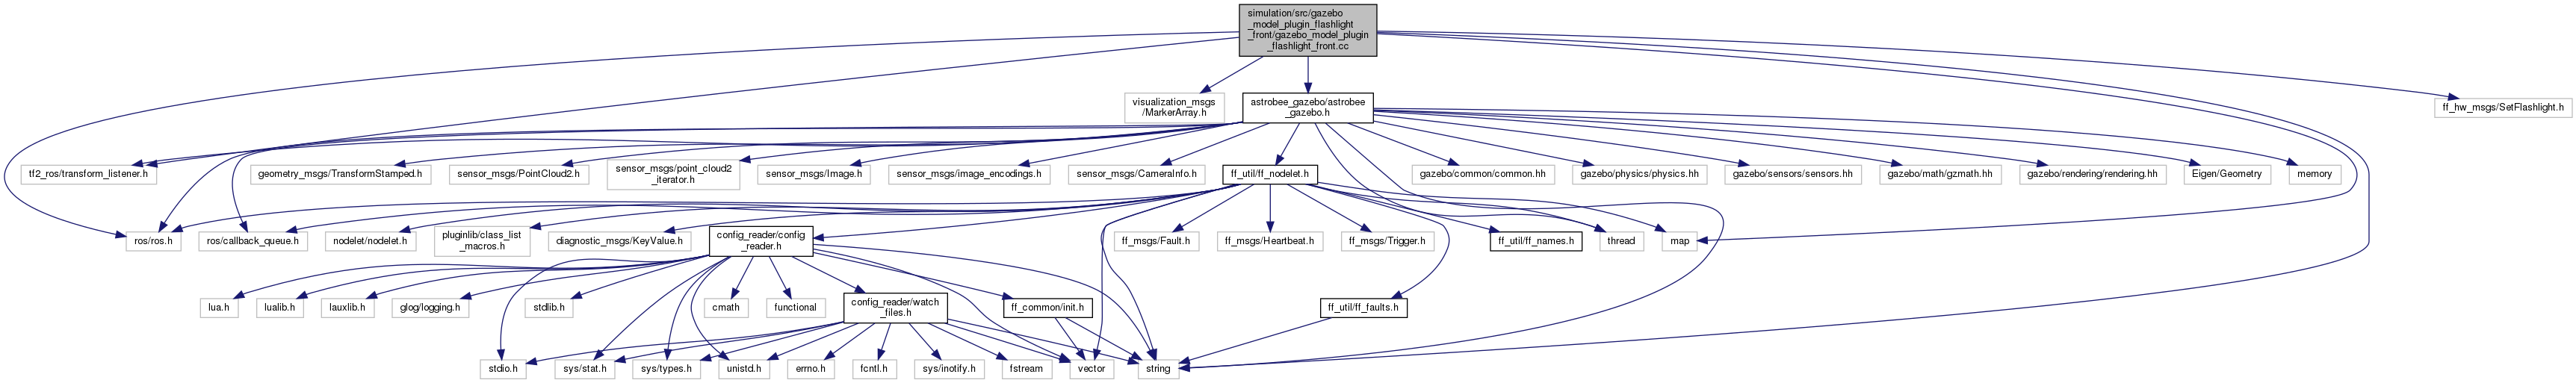 simulation/src/gazebo
_model_plugin_flashlight
_front/gazebo_model_plugin
_flashlight_front.cc
visualization_msgs
/MarkerArray.h
astrobee_gazebo/astrobee
_gazebo.h
ff_hw_msgs/SetFlashlight.h
tf2_ros/transform_listener.h
geometry_msgs/TransformStamped.h
sensor_msgs/PointCloud2.h
sensor_msgs/point_cloud2
_iterator.h
sensor_msgs/Image.h
sensor_msgs/image_encodings.h
sensor_msgs/CameraInfo.h
ff_util/ff_nodelet.h
gazebo/common/common.hh
gazebo/physics/physics.hh
gazebo/sensors/sensors.hh
gazebo/math/gzmath.hh
gazebo/rendering/rendering.hh
Eigen/Geometry
memory
ros/ros.h
ros/callback_queue.h
nodelet/nodelet.h
pluginlib/class_list
_macros.h
diagnostic_msgs/KeyValue.h
config_reader/config
_reader.h
ff_msgs/Fault.h
ff_msgs/Heartbeat.h
ff_msgs/Trigger.h
ff_util/ff_names.h
thread
map
lua.h
lualib.h
lauxlib.h
glog/logging.h
stdlib.h
cmath
functional
config_reader/watch
_files.h
ff_common/init.h
ff_util/ff_faults.h
stdio.h
sys/stat.h
sys/types.h
unistd.h
errno.h
fcntl.h
sys/inotify.h
fstream
vector
string